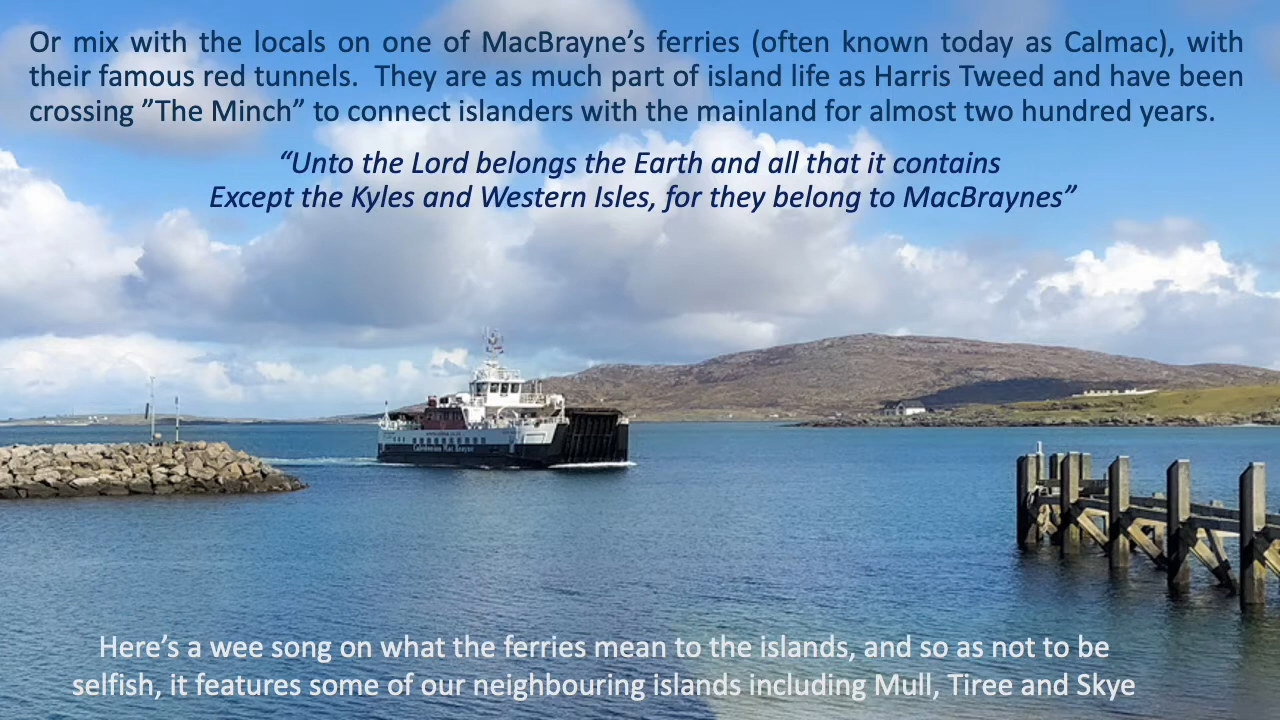 Or mix with the locals on one of MacBrayne’s ferries (often known today as Calmac), with
their famous red tunnels. They are as much part of island life as Harris Tweed and have been
crossing ”The Minch” to connect islanders with the mainland for almost two hundred years.
“Unto the Lord belongs the Earth and all that it contains
Except the Kyles and Western Isles, for they belong to MacBraynes”
Caledonian Mac Brayne
Here’s a wee song on what the ferries mean to the islands, and so as not to be
selfish, it features some of our neighbouring islands including Mull, Tiree and Skye